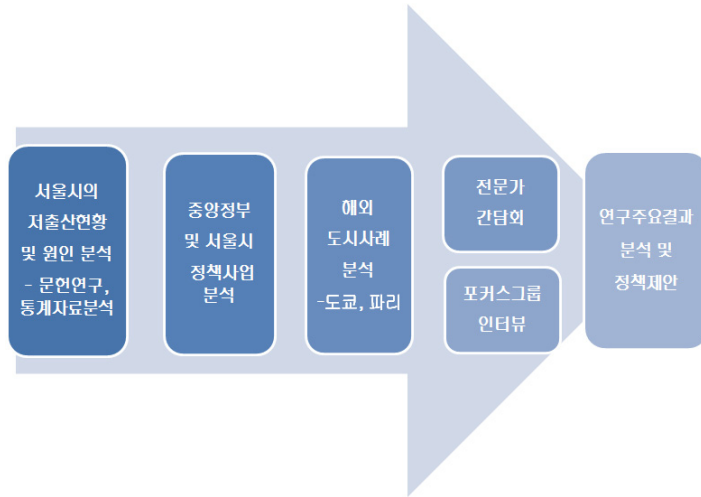 서울시의
저출산현황
및 원인 분석
- 문헌연구,
통계자료분석
중앙정부
및 서울시
정책사업
분석
해외
도시사례
분석
-도쿄, 파리
전문가
간담회
포커스그룹
인터뷰
연구주요결과
분석 및
정책제안